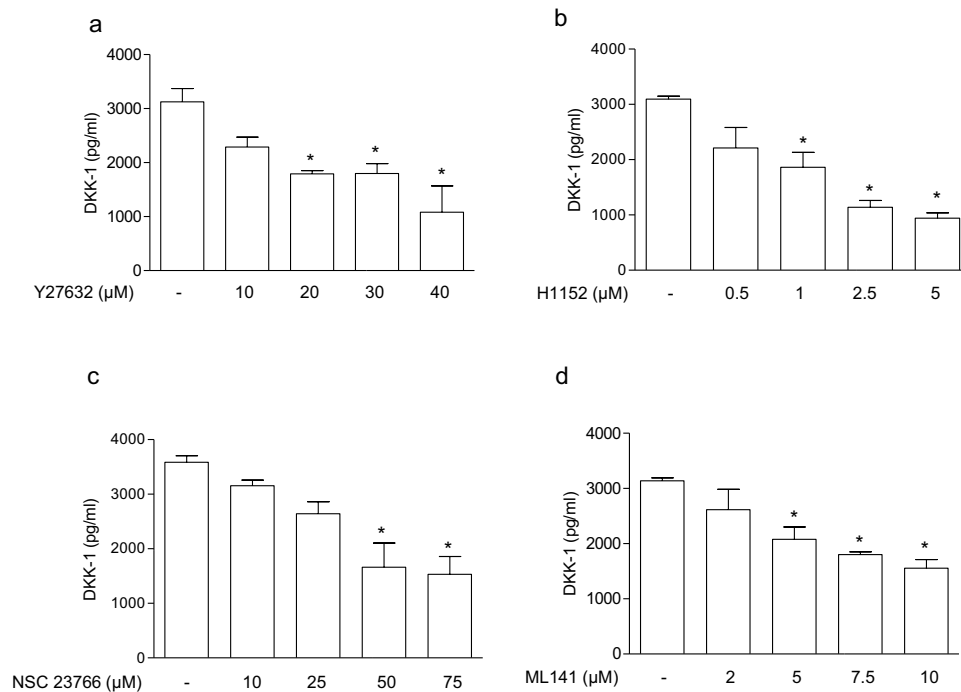 a
4000
3000
2000
1000
0
DKK-1 (pg/ml)
* * *
Y27632 (µM) - 10 20 30 40
b
4000
3000
2000
1000
0
DKK-1 (pg/ml)
* * *
H1152 (µM) - 0.5 1 2.5 5
c
4000
3000
2000
1000
0
DKK-1 (pg/ml)
* *
NSC 23766 (µM) - 10 25 50 75
d
4000
3000
2000
1000
0
DKK-1 (pg/ml)
* * *
ML141 (µM) - 2 5 7.5 10